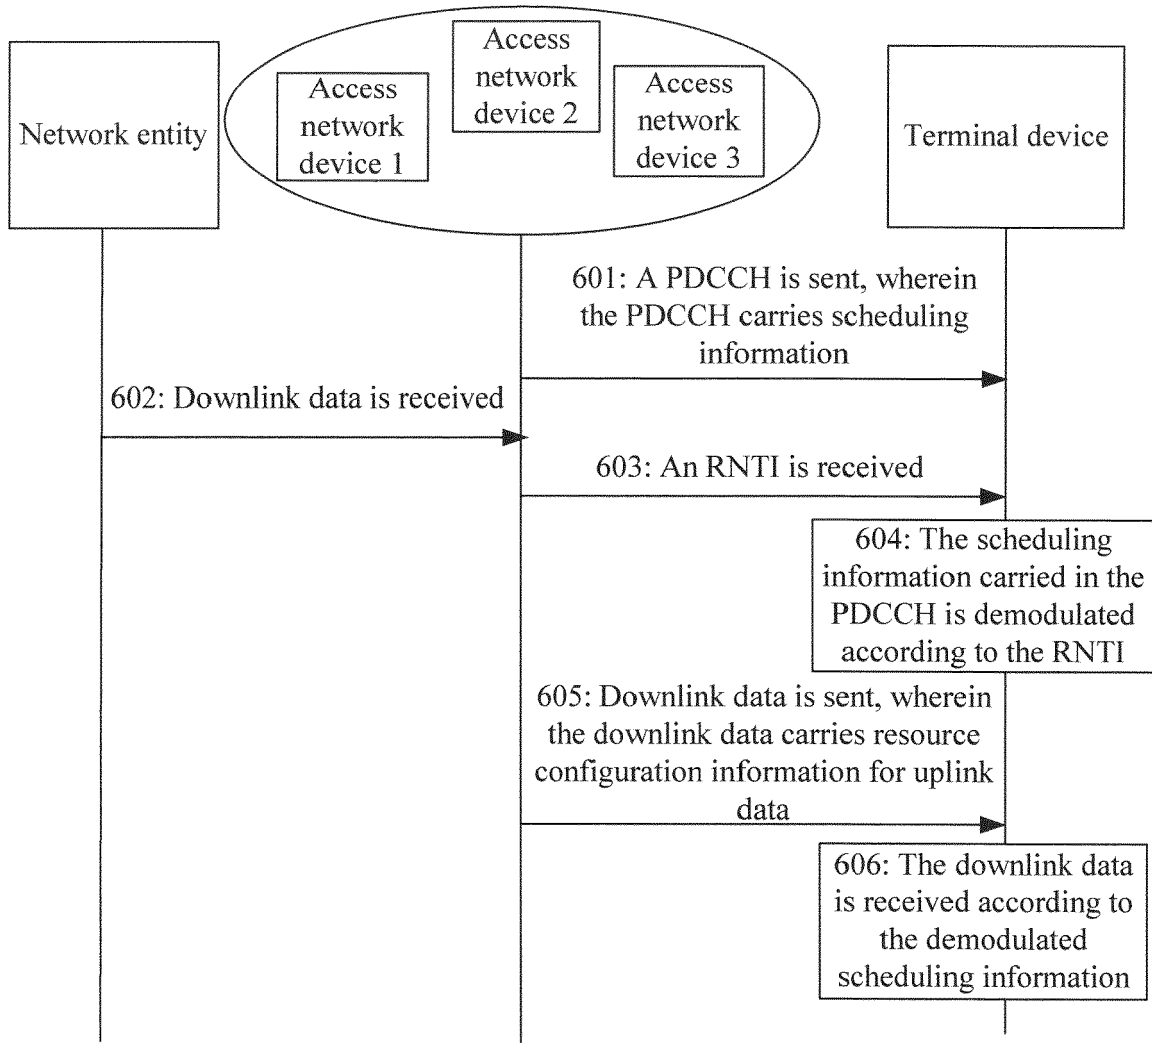 Network entity
Access
network
device 1
Access
network
device 2
Access
network
device 3
Terminal device
601: A PDCCH is sent, wherein
the PDCCH carries scheduling
information
602: Downlink data is received
603: An RNTI is received
604: The scheduling
information carried in the
PDCCH is demodulated
according to the RNTI
605: Downlink data is sent, wherein
the downlink data carries resource
configuration information for uplink
data
606: The downlink data
is received according to
the demodulated
scheduling information